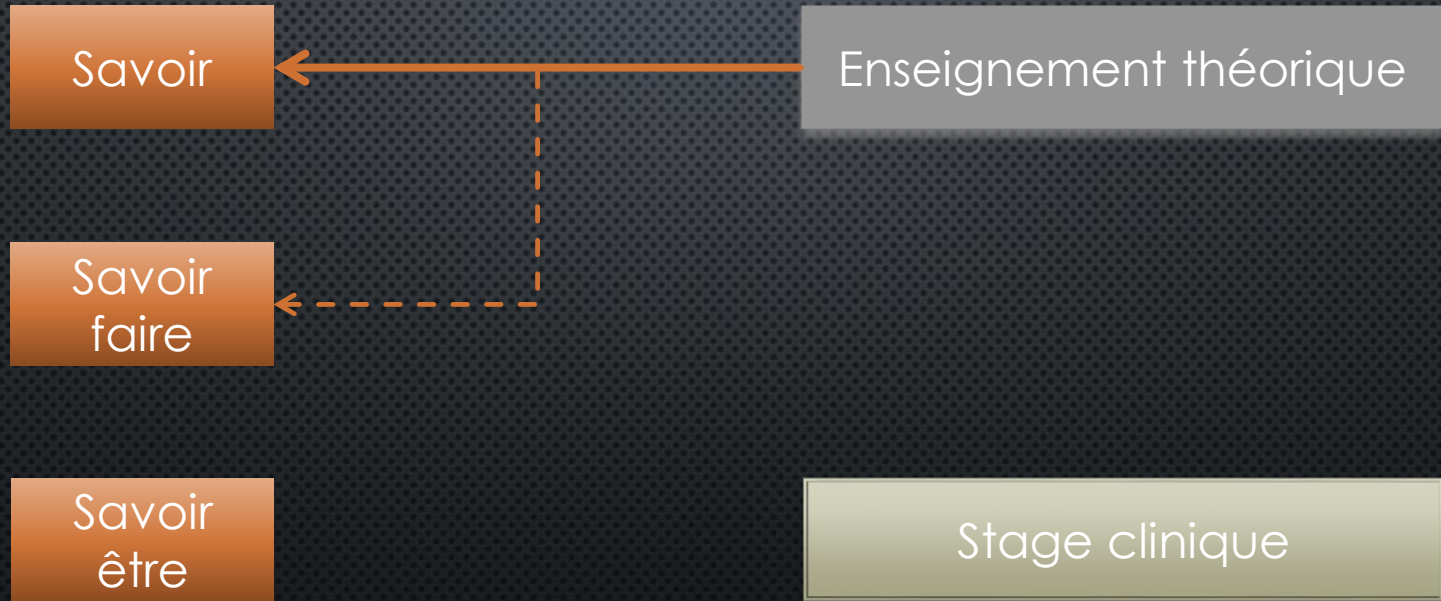 Savoir
Enseignement théorique
Savoir
faire
Savoir
être
Stage clinique